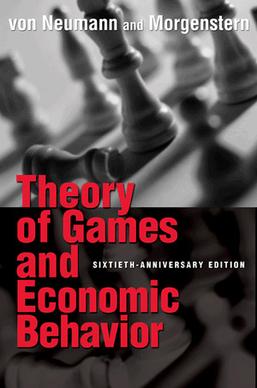 von Neumann and Morgenstern
Theory
of Games
and
SIXTIETH-ANNIVERSARY EDITION
Economic
Behavior